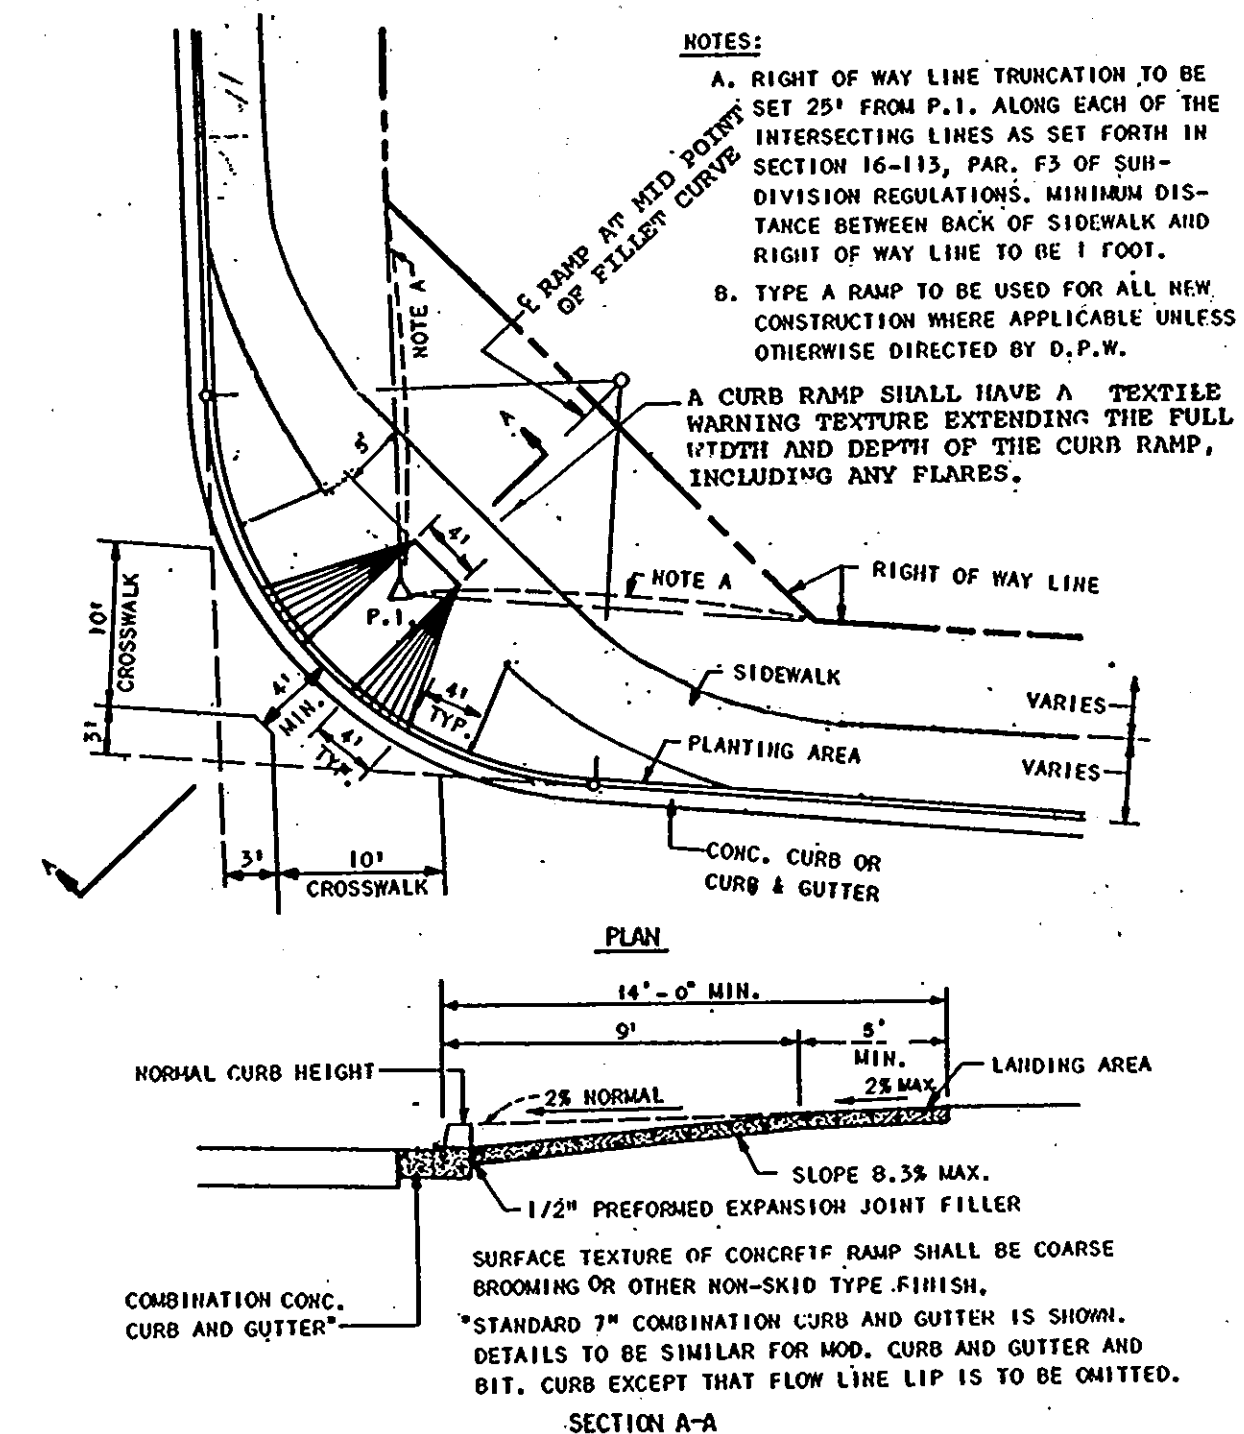 NOTES:
A. RIGHT OF WAY LINE TRUNCATION TO BE
SET 25' FROM P.I. ALONG EACH OF THE
INTERSECTING LINES AS SET FORTH IN
SECTION 16-113, PAR. F3 OF SUB-
DIVISION REGULATIONS. MINIMUM DIS-
TANCE BETWEEN BACK OF SIDEWALK AND
RIGHT OF WAY LINE TO BE 1 FOOT.
B. TYPE A RAMP TO BE USED FOR ALL NEW
CONSTRUCTION WHERE APPLICABLE UNLESS
OTHERWISE DIRECTED BY D.P.W.
A CURB RAMP SHALL HAVE A TEXTILE
WARNING TEXTURE EXTENDING THE FULL
WIDTH AND DEPTH OF THE CURB RAMP,
INCLUDING ANY FLARES.
℄ RAMP AT MID POINT
OF FILLET CURVE
NOTE A
A
5'
4'
NOTE A
RIGHT OF WAY LINE
P.I.
10'
CROSSWALK
3'
4'
MIN.
4'
TYP.
4'
TYP.
SIDEWALK
VARIES
PLANTING AREA
VARIES
3'
10'
CROSSWALK
CONC. CURB OR
CURB & GUTTER
A
PLAN
14'-0" MIN.
9'
5'
MIN.
NORMAL CURB HEIGHT
2% NORMAL
2% MAX
LANDING AREA
SLOPE 8.3% MAX.
1/2" PREFORMED EXPANSION JOINT FILLER
SURFACE TEXTURE OF CONCRETE RAMP SHALL BE COARSE
BROOMING OR OTHER NON-SKID TYPE FINISH.
COMBINATION CONC.
CURB AND GUTTER*
*STANDARD 7" COMBINATION CURB AND GUTTER IS SHOWN.
DETAILS TO BE SIMILAR FOR MOD. CURB AND GUTTER AND
BIT. CURB EXCEPT THAT FLOW LINE LIP IS TO BE OMITTED.
SECTION A-A